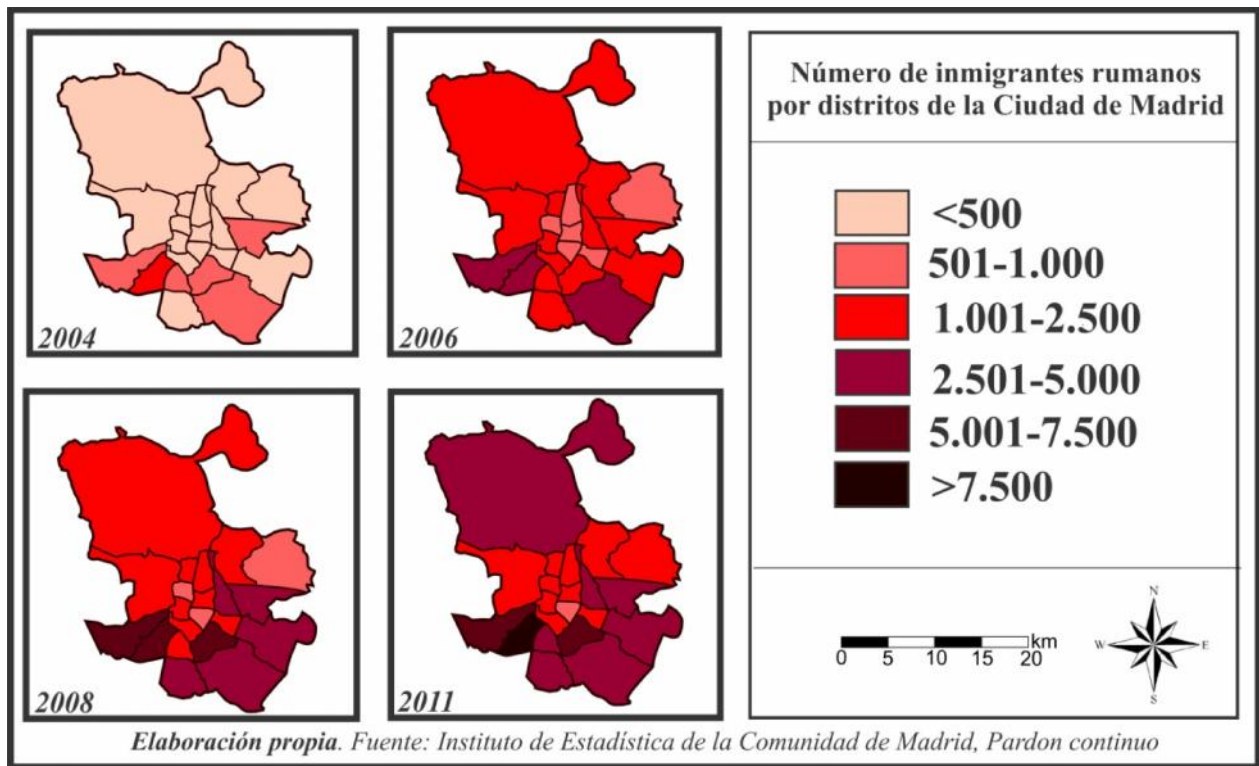 2004
2006
2008
2011
Número de inmigrantes rumanos
por distritos de la Ciudad de Madrid
<500
501-1.000
1.001-2.500
2.501-5.000
5.001-7.500
>7.500
N
W E
S
km
0 5 10 15 20
Elaboración propia. Fuente: Instituto de Estadística de la Comunidad de Madrid, Pardon continuo